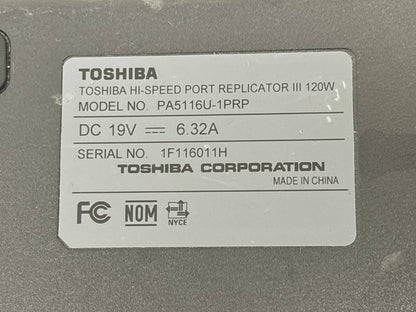 TOSHIBA
TOSHIBA HI-SPEED PORT REPLICATOR III 120W
MODEL NO. PA5116U-1PRP
DC 19V ⎓ 6.32A
SERIAL NO. 1F116011H
TOSHIBA CORPORATION
MADE IN CHINA
FC NOM NYCE